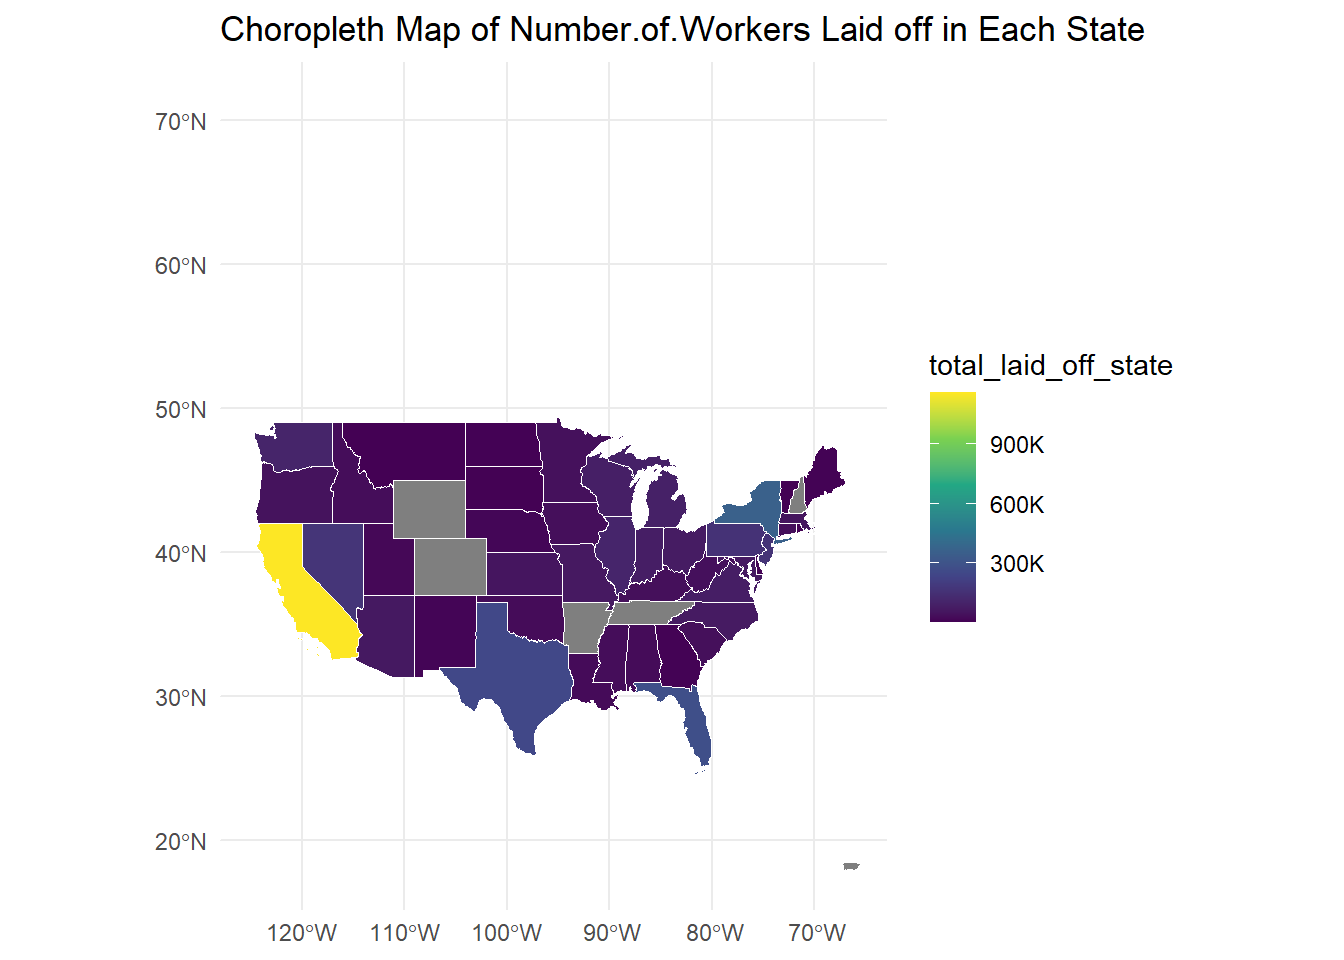 Choropleth Map of Number.of.Workers Laid off in Each State
70°N
60°N
50°N
40°N
30°N
20°N
120°W 110°W 100°W 90°W 80°W 70°W
total_laid_off_state
900K
600K
300K